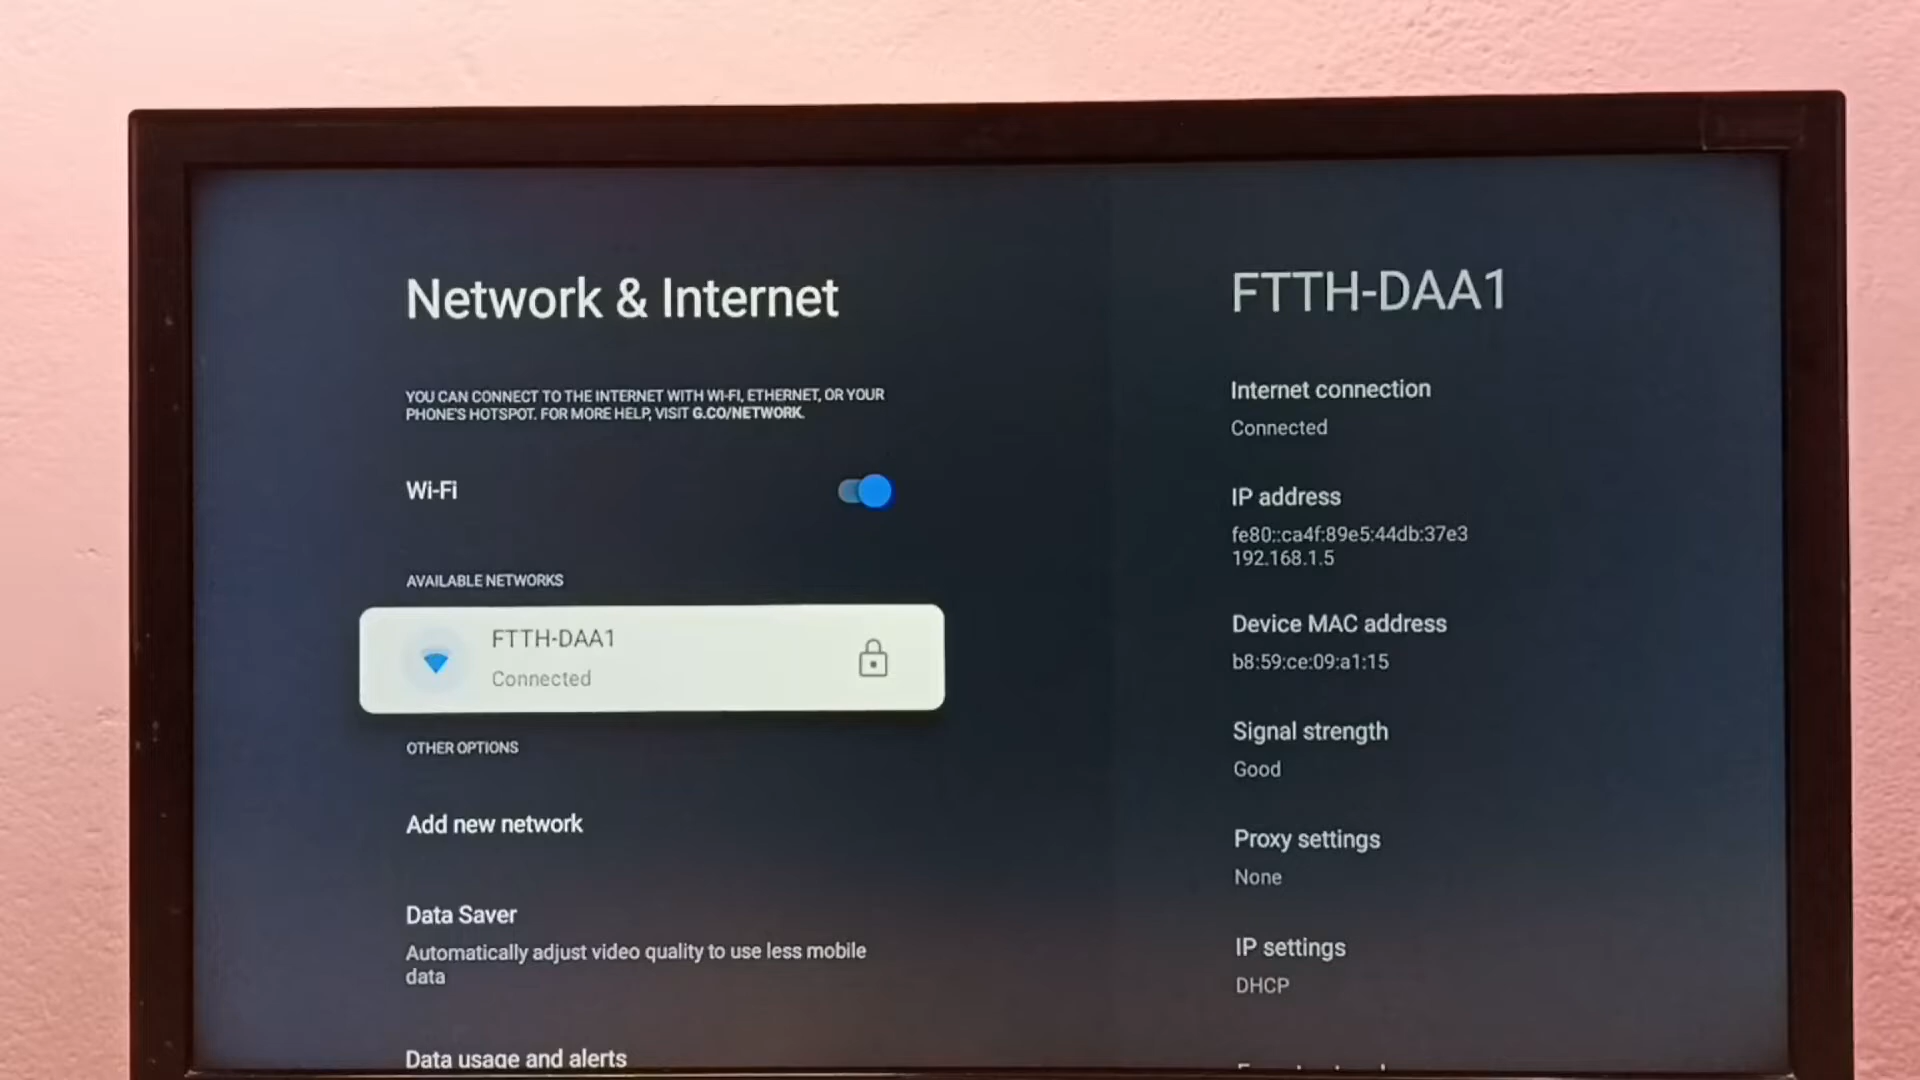 Network & Internet
YOU CAN CONNECT TO THE INTERNET WITH WI-FI, ETHERNET, OR YOUR
PHONE'S HOTSPOT. FOR MORE HELP, VISIT G.CO/NETWORK.
Wi-Fi
AVAILABLE NETWORKS
FTTH-DAA1
Connected
OTHER OPTIONS
Add new network
Data Saver
Automatically adjust video quality to use less mobile
data
Data usage and alerts
FTTH-DAA1
Internet connection
Connected
IP address
fe80::ca4f:89e5:44db:37e3
192.168.1.5
Device MAC address
b8:59:ce:09:a1:15
Signal strength
Good
Proxy settings
None
IP settings
DHCP